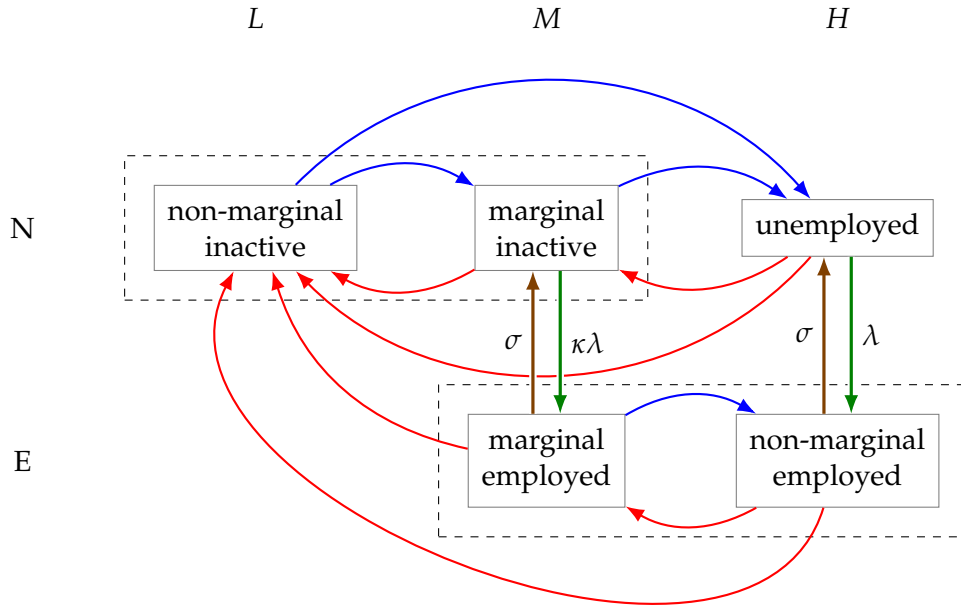 L M H
N
non-marginal
inactive
marginal
inactive
unemployed
σ
κλ
σ
λ
E
marginal
employed
non-marginal
employed